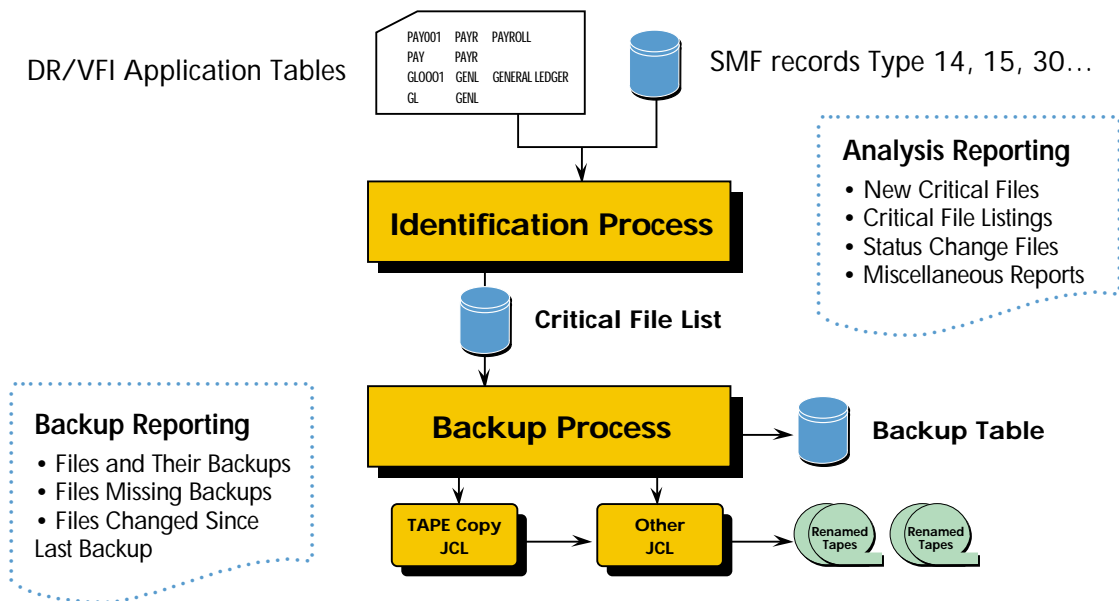 DR/VFI Application Tables
PAY001 PAYR PAYROLL
PAY PAYR
GLO001 GENL GENERAL LEDGER
GL GENL
SMF records Type 14, 15, 30…
Analysis Reporting
• New Critical Files
• Critical File Listings
• Status Change Files
• Miscellaneous Reports
Identification Process
Critical File List
Backup Reporting
• Files and Their Backups
• Files Missing Backups
• Files Changed Since
Last Backup
Backup Process
Backup Table
TAPE Copy
JCL
Other
JCL
Renamed
Tapes
Renamed
Tapes